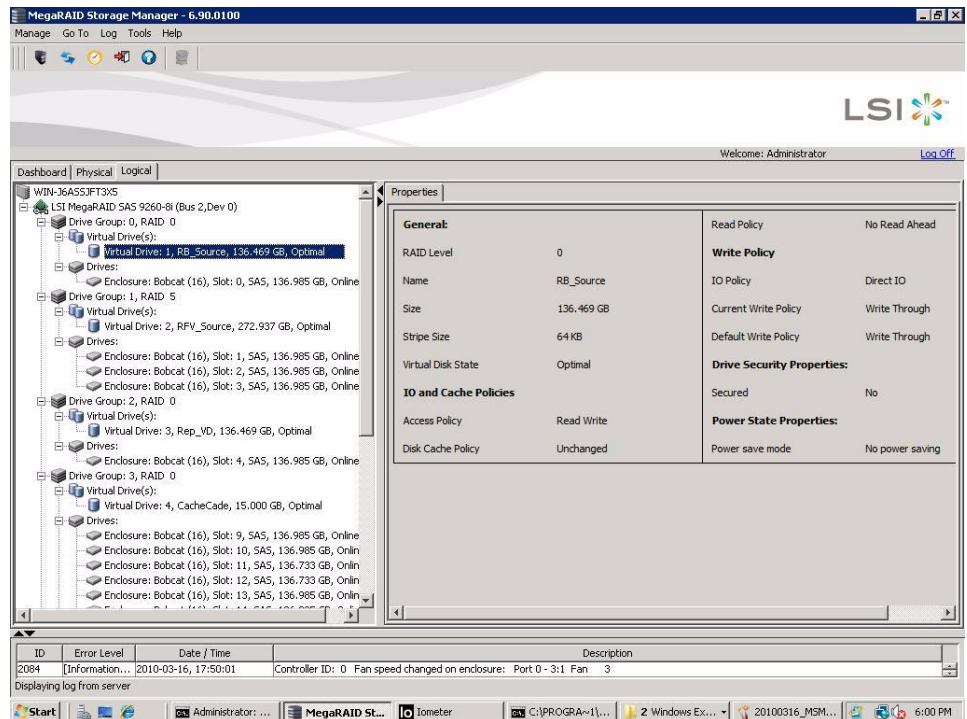 MegaRAID Storage Manager - 6.90.0100
Manage Go To Log Tools Help
LSI
Welcome: Administrator Log Off
Dashboard Physical Logical
WIN-J6ASSJFT3X5
LSI MegaRAID SAS 9260-8i (Bus 2,Dev 0)
Drive Group: 0, RAID 0
Virtual Drive(s):
Virtual Drive: 1, RB_Source, 136.469 GB, Optimal
Drives:
Enclosure: Bobcat (16), Slot: 0, SAS, 136.985 GB, Online
Drive Group: 1, RAID 5
Virtual Drive(s):
Virtual Drive: 2, RFV_Source, 272.937 GB, Optimal
Drives:
Enclosure: Bobcat (16), Slot: 1, SAS, 136.985 GB, Online
Enclosure: Bobcat (16), Slot: 2, SAS, 136.985 GB, Online
Enclosure: Bobcat (16), Slot: 3, SAS, 136.985 GB, Online
Drive Group: 2, RAID 0
Virtual Drive(s):
Virtual Drive: 3, Rep_VD, 136.469 GB, Optimal
Drives:
Enclosure: Bobcat (16), Slot: 4, SAS, 136.985 GB, Online
Drive Group: 3, RAID 0
Virtual Drive(s):
Virtual Drive: 4, CacheCade, 15.000 GB, Optimal
Drives:
Enclosure: Bobcat (16), Slot: 9, SAS, 136.985 GB, Onlin
Enclosure: Bobcat (16), Slot: 10, SAS, 136.985 GB, Onlin
Enclosure: Bobcat (16), Slot: 11, SAS, 136.733 GB, Onlin
Enclosure: Bobcat (16), Slot: 12, SAS, 136.733 GB, Onlin
Enclosure: Bobcat (16), Slot: 13, SAS, 136.985 GB, Onlin
Properties
General:
RAID Level 0
Name RB_Source
Size 136.469 GB
Stripe Size 64 KB
Virtual Disk State Optimal
IO and Cache Policies
Access Policy Read Write
Disk Cache Policy Unchanged
Read Policy No Read Ahead
Write Policy
IO Policy Direct IO
Current Write Policy Write Through
Default Write Policy Write Through
Drive Security Properties:
Secured No
Power State Properties:
Power save mode No power saving
ID Error Level Date / Time Description
2084 [Information... 2010-03-16, 17:50:01 Controller ID: 0 Fan speed changed on enclosure: Port 0 - 3:1 Fan 3
Displaying log from server
Start Administrator: ... MegaRAID St... Iometer C:\PROGRA~1\... 2 Windows Ex... 20100316_MSM... 6:00 PM